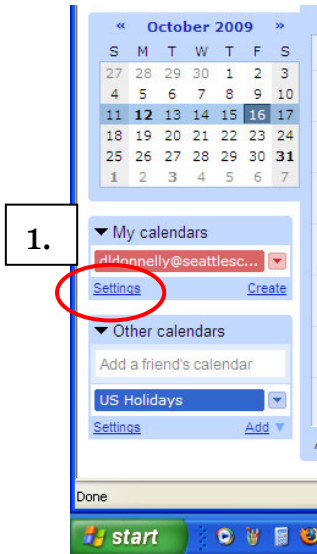 « October 2009 »
S M T W T F S
27 28 29 30 1 2 3
4 5 6 7 8 9 10
11 12 13 14 15 16 17
18 19 20 21 22 23 24
25 26 27 28 29 30 31
1 2 3 4 5 6 7
1.
My calendars
dldonnelly@seattlesc...
Settings Create
Other calendars
Add a friend's calendar
US Holidays
Settings Add
Done
start